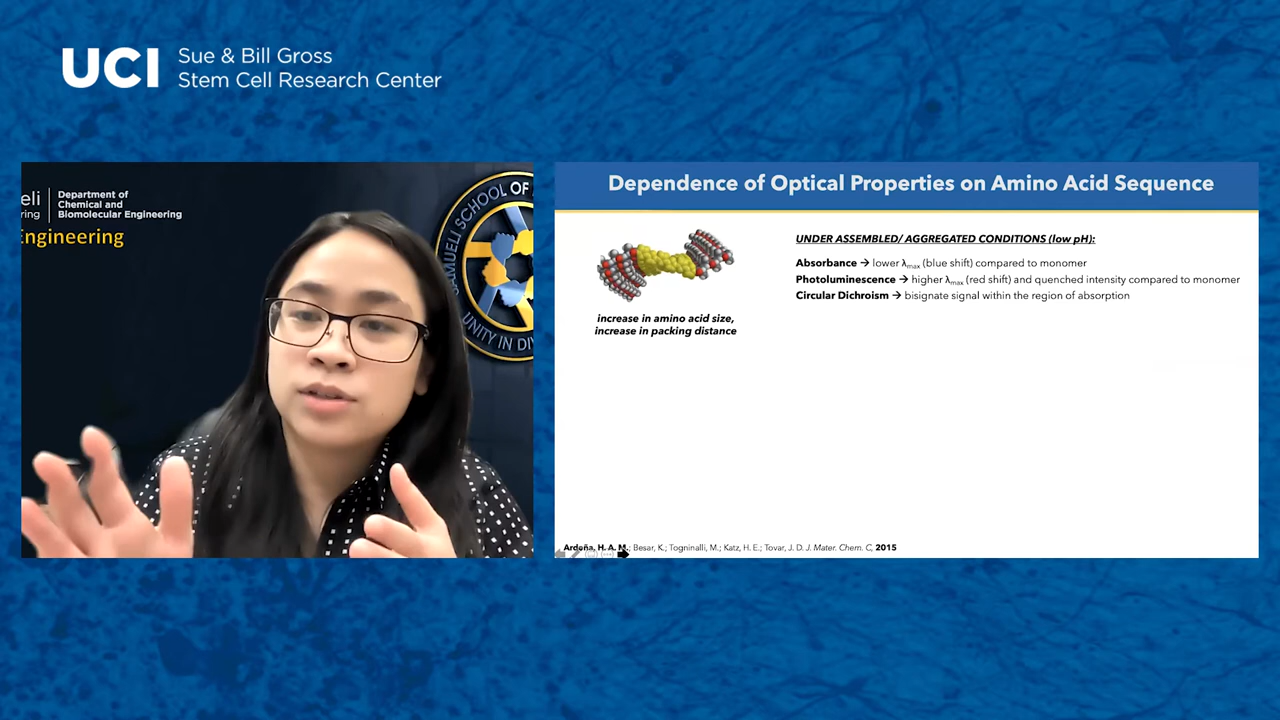 UCI
Sue & Bill Gross
Stem Cell Research Center
eli
ring
Department of
Chemical and
Biomolecular Engineering
Engineering
SAMUELI SCHOOL OF
UNITY IN
Dependence of Optical Properties on Amino Acid Sequence
UNDER ASSEMBLED/ AGGREGATED CONDITIONS (low pH):
Absorbance → lower λmax (blue shift) compared to monomer
Photoluminescence → higher λmax (red shift) and quenched intensity compared to monomer
Circular Dichroism → bisignate signal within the region of absorption
increase in amino acid size,
increase in packing distance
Ardoña, H. A. M.; Besar, K.; Togninalli, M.; Katz, H. E.; Tovar, J. D. J. Mater. Chem. C, 2015